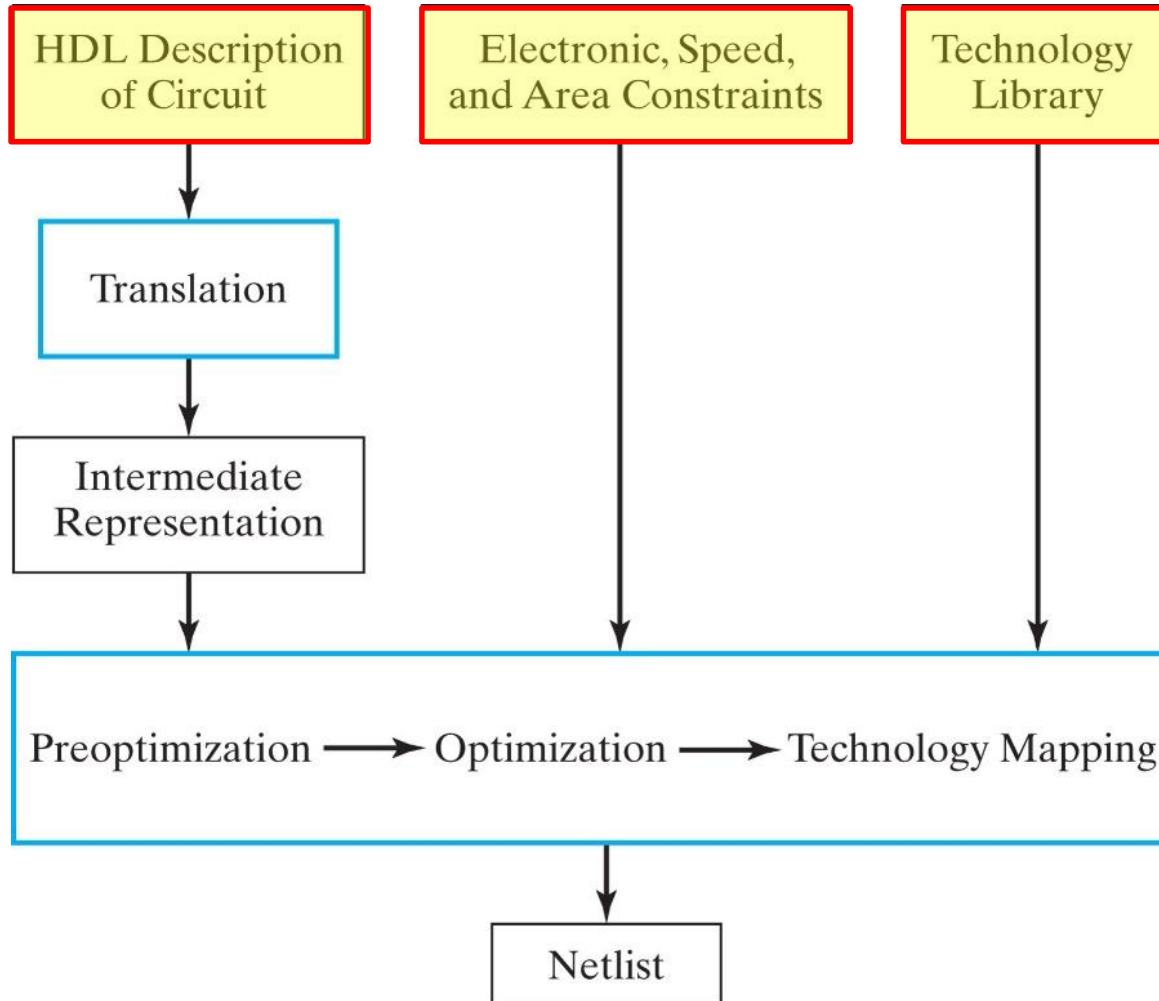 HDL Description
of Circuit
Electronic, Speed,
and Area Constraints
Technology
Library
Translation
Intermediate
Representation
Preoptimization
Optimization
Technology Mapping
Netlist